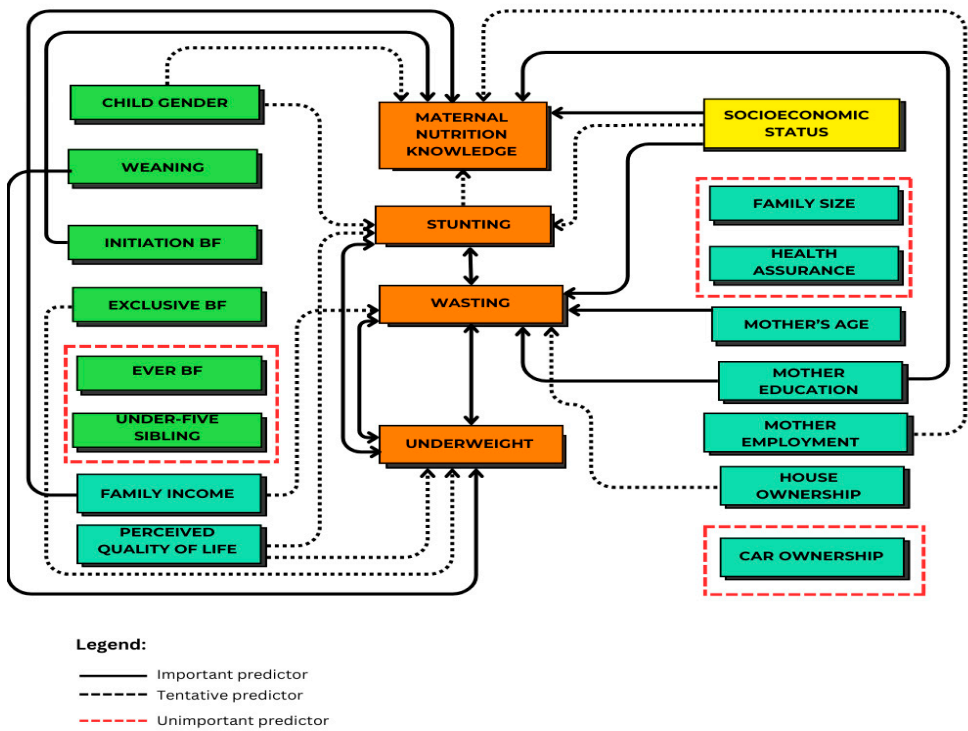 CHILD GENDER
WEANING
INITIATION BF
EXCLUSIVE BF
EVER BF
UNDER-FIVE
SIBLING
FAMILY INCOME
PERCEIVED
QUALITY OF LIFE
MATERNAL
NUTRITION
KNOWLEDGE
STUNTING
WASTING
UNDERWEIGHT
SOCIOECONOMIC
STATUS
FAMILY SIZE
HEALTH
ASSURANCE
MOTHER'S AGE
MOTHER
EDUCATION
MOTHER
EMPLOYMENT
HOUSE
OWNERSHIP
CAR OWNERSHIP
Legend:
Important predictor
Tentative predictor
Unimportant predictor